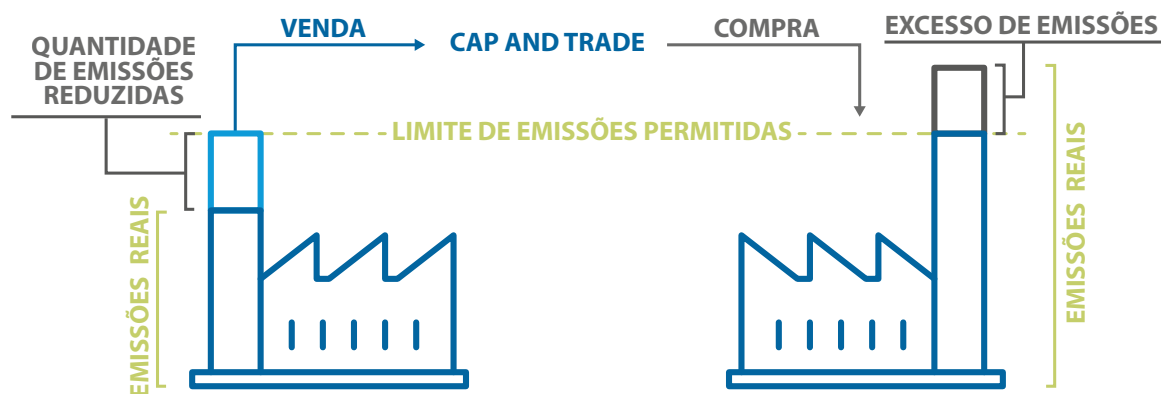 QUANTIDADE
DE EMISSÕES
REDUZIDAS
VENDA
CAP AND TRADE
COMPRA
EXCESSO DE EMISSÕES
LIMITE DE EMISSÕES PERMITIDAS
EMISSÕES REAIS
EMISSÕES REAIS